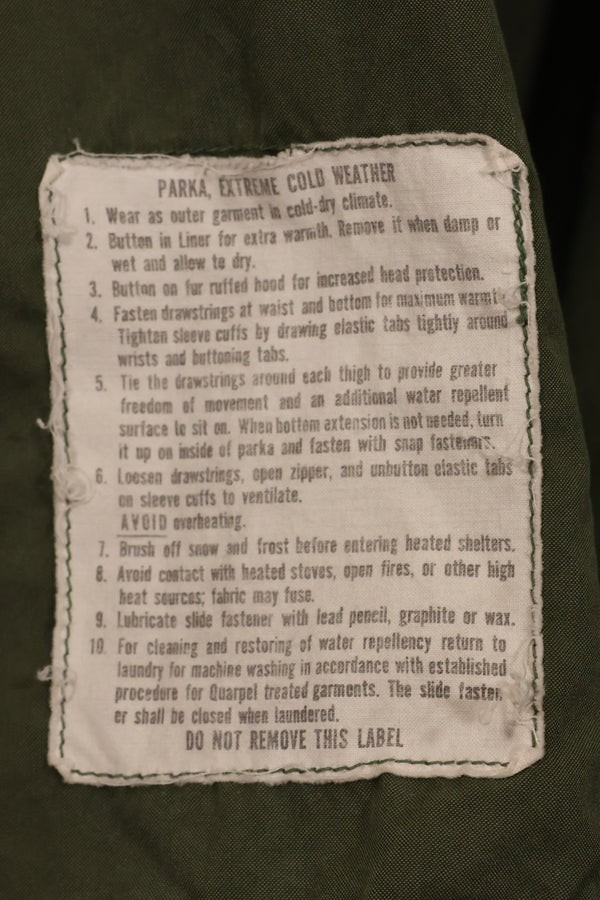 PARKA, EXTREME COLD WEATHER
1. Wear as outer garment in cold-dry climate.
2. Button in Liner for extra warmth. Remove it when damp or
wet and allow to dry.
3. Button on fur ruffed hood for increased head protection.
4. Fasten drawstrings at waist and bottom for maximum warmth
Tighten sleeve cuffs by drawing elastic tabs tightly around
wrists and buttoning tabs.
5. Tie the drawstrings around each thigh to provide greater
freedom of movement and an additional water repellent
surface to sit on. When bottom extension is not needed, turn
it up on inside of parka and fasten with snap fasteners.
6. Loosen drawstrings, open zipper, and unbutton elastic tabs
on sleeve cuffs to ventilate.
AVOID overheating.
7. Brush off snow and frost before entering heated shelters.
8. Avoid contact with heated stoves, open fires, or other high
heat sources; fabric may fuse.
9. Lubricate slide fastener with lead pencil, graphite or wax.
10. For cleaning and restoring of water repellency return to
laundry for machine washing in accordance with established
procedure for Quarpel treated garments. The slide fasten
er shall be closed when laundered.
DO NOT REMOVE THIS LABEL